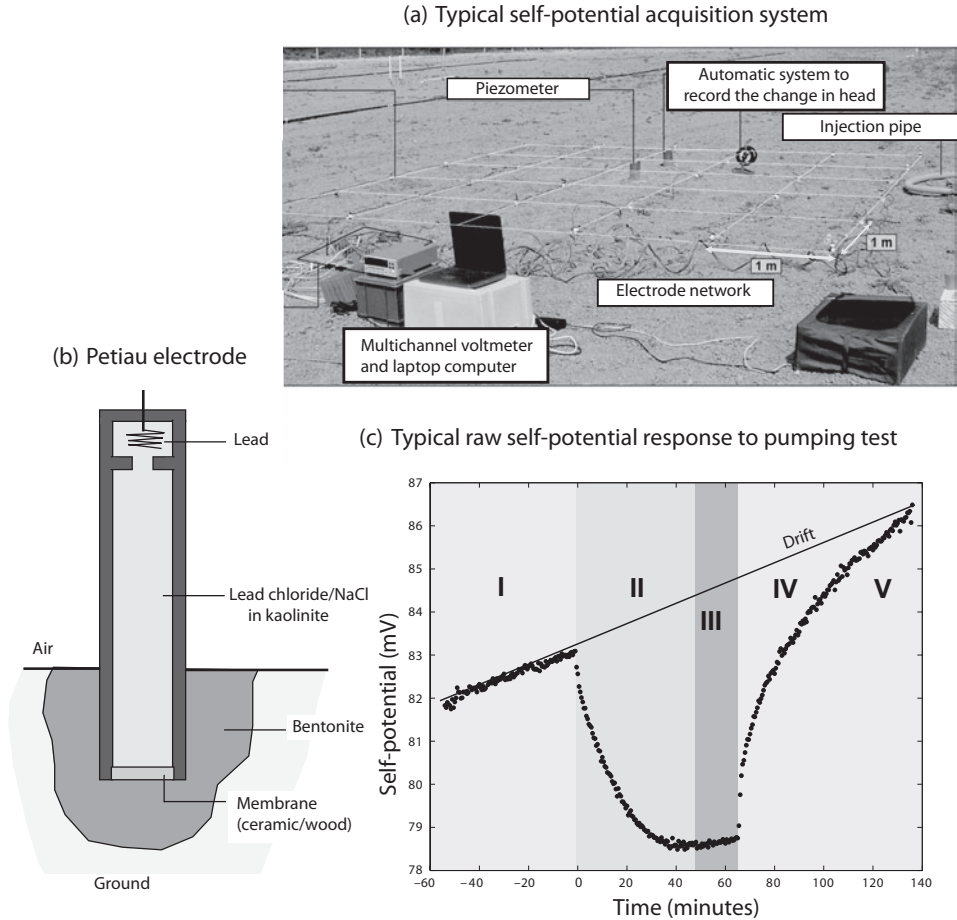 (a) Typical self-potential acquisition system
Piezometer
Automatic system to
record the change in head
Injection pipe
1 m
1 m
Electrode network
Multichannel voltmeter
and laptop computer
(b) Petiau electrode
Lead
Lead chloride/NaCl
in kaolinite
Air
Bentonite
Membrane
(ceramic/wood)
Ground
(c) Typical raw self-potential response to pumping test
87
86
85
84
83
82
81
80
79
78
Self-potential (mV)
Drift
I
II
III
IV
V
−60 −40 −20 0 20 40 60 80 100 120 140
Time (minutes)